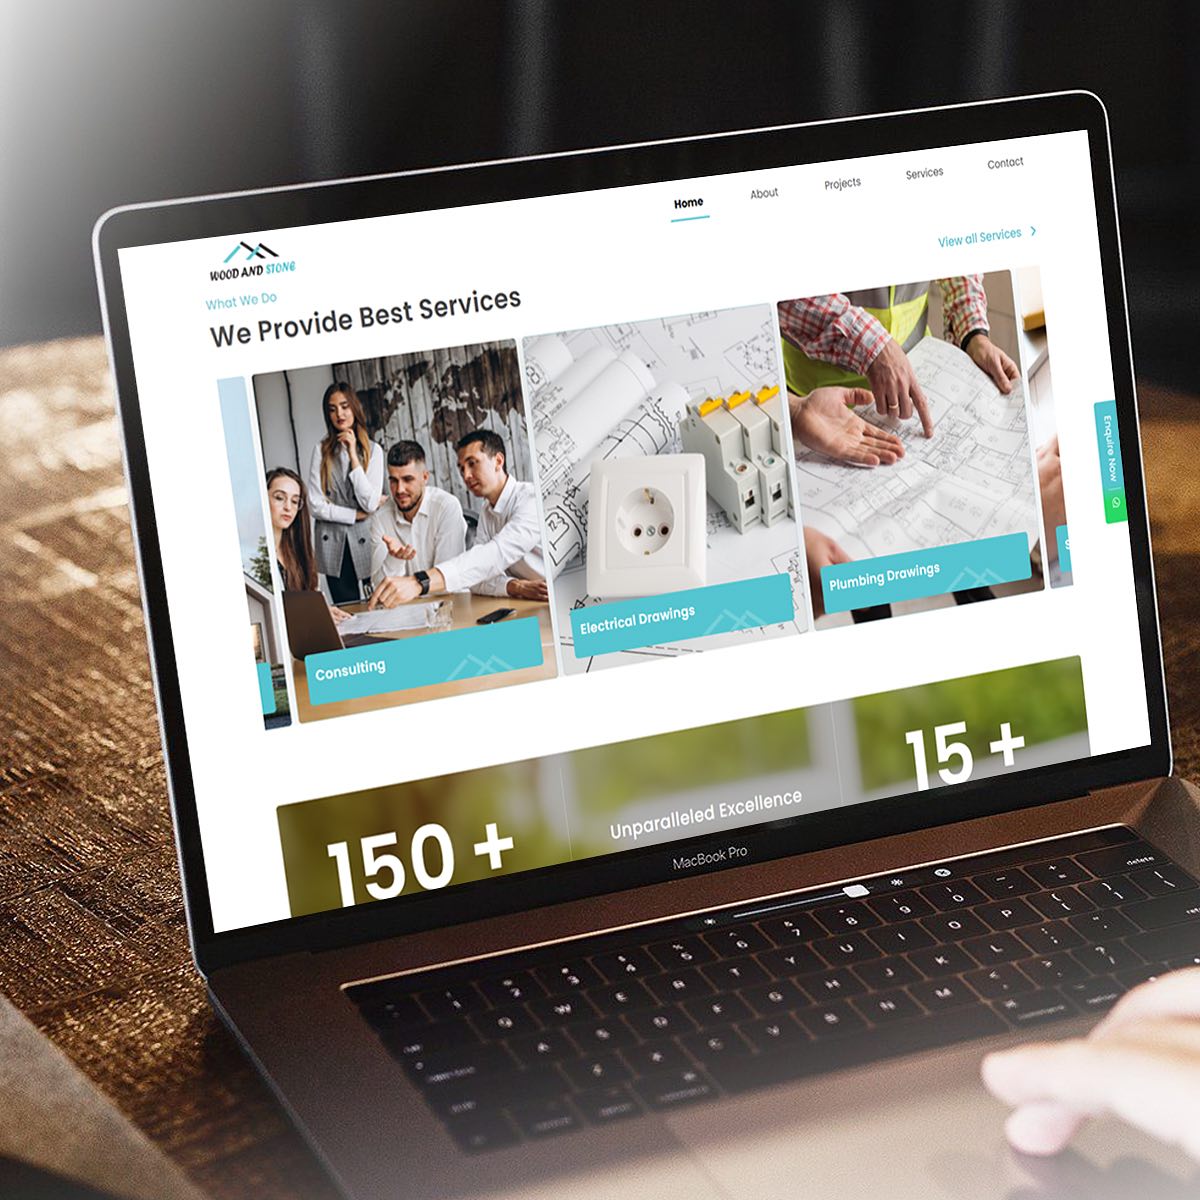 Home
About
Projects
Services
Contact
WOOD AND STONE
View all Services
What We Do
We Provide Best Services
Enquire Now
Consulting
Electrical Drawings
Plumbing Drawings
S
150 +
Unparalleled Excellence
15 +
MacBook Pro
delete